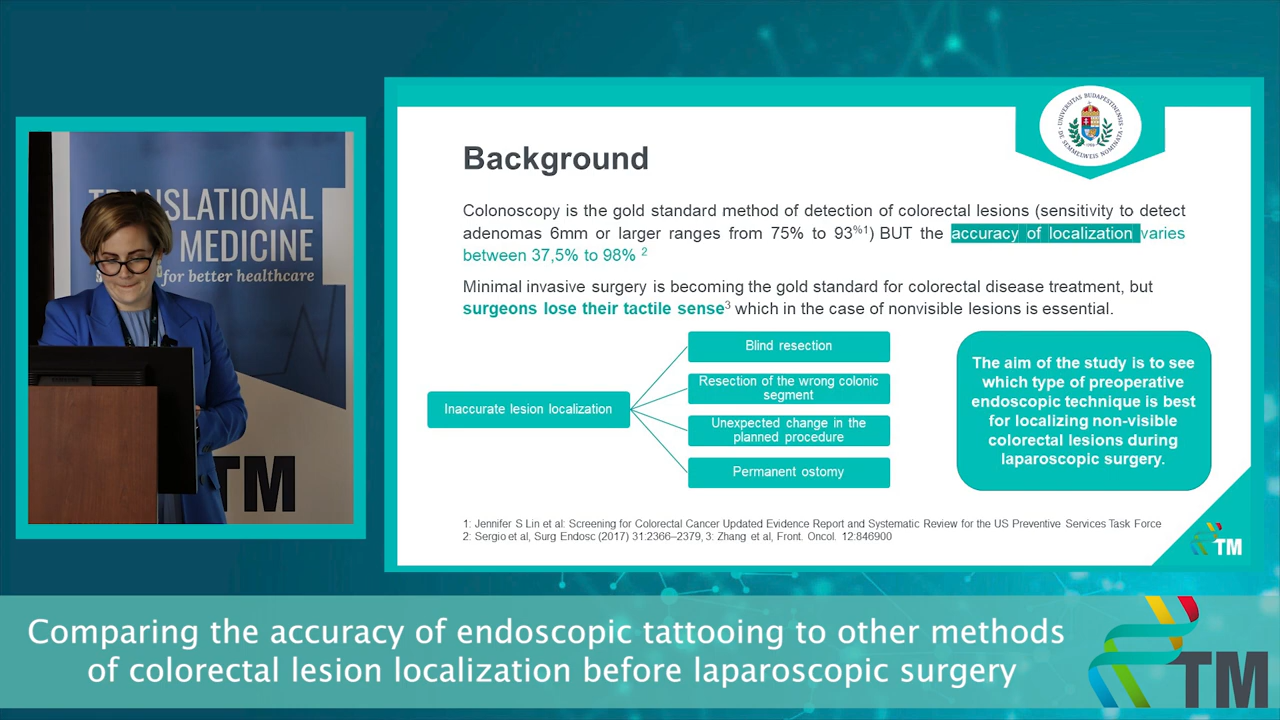 TRANSLATIONAL
MEDICINE
for better healthcare
TM
UNIVERSITAS BUDAPESTINENSIS
DE SEMMELWEIS NOMINATA
Background
Colonoscopy is the gold standard method of detection of colorectal lesions (sensitivity to detect
adenomas 6mm or larger ranges from 75% to 93%1) BUT the accuracy of localization varies
between 37,5% to 98% 2
Minimal invasive surgery is becoming the gold standard for colorectal disease treatment, but
surgeons lose their tactile sense3 which in the case of nonvisible lesions is essential.
Inaccurate lesion localization
Blind resection
Resection of the wrong colonic
segment
Unexpected change in the
planned procedure
Permanent ostomy
The aim of the study is to see
which type of preoperative
endoscopic technique is best
for localizing non-visible
colorectal lesions during
laparoscopic surgery.
1: Jennifer S Lin et al: Screening for Colorectal Cancer Updated Evidence Report and Systematic Review for the US Preventive Services Task Force
2: Sergio et al, Surg Endosc (2017) 31:2366–2379, 3: Zhang et al, Front. Oncol. 12:846900
TM
Comparing the accuracy of endoscopic tattooing to other methods
of colorectal lesion localization before laparoscopic surgery
TM